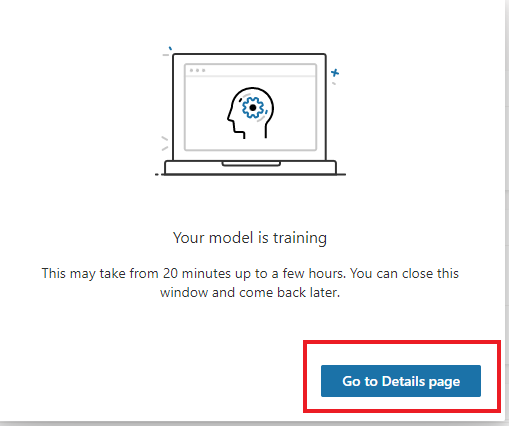 Your model is training
This may take from 20 minutes up to a few hours. You can close this
window and come back later.
Go to Details page